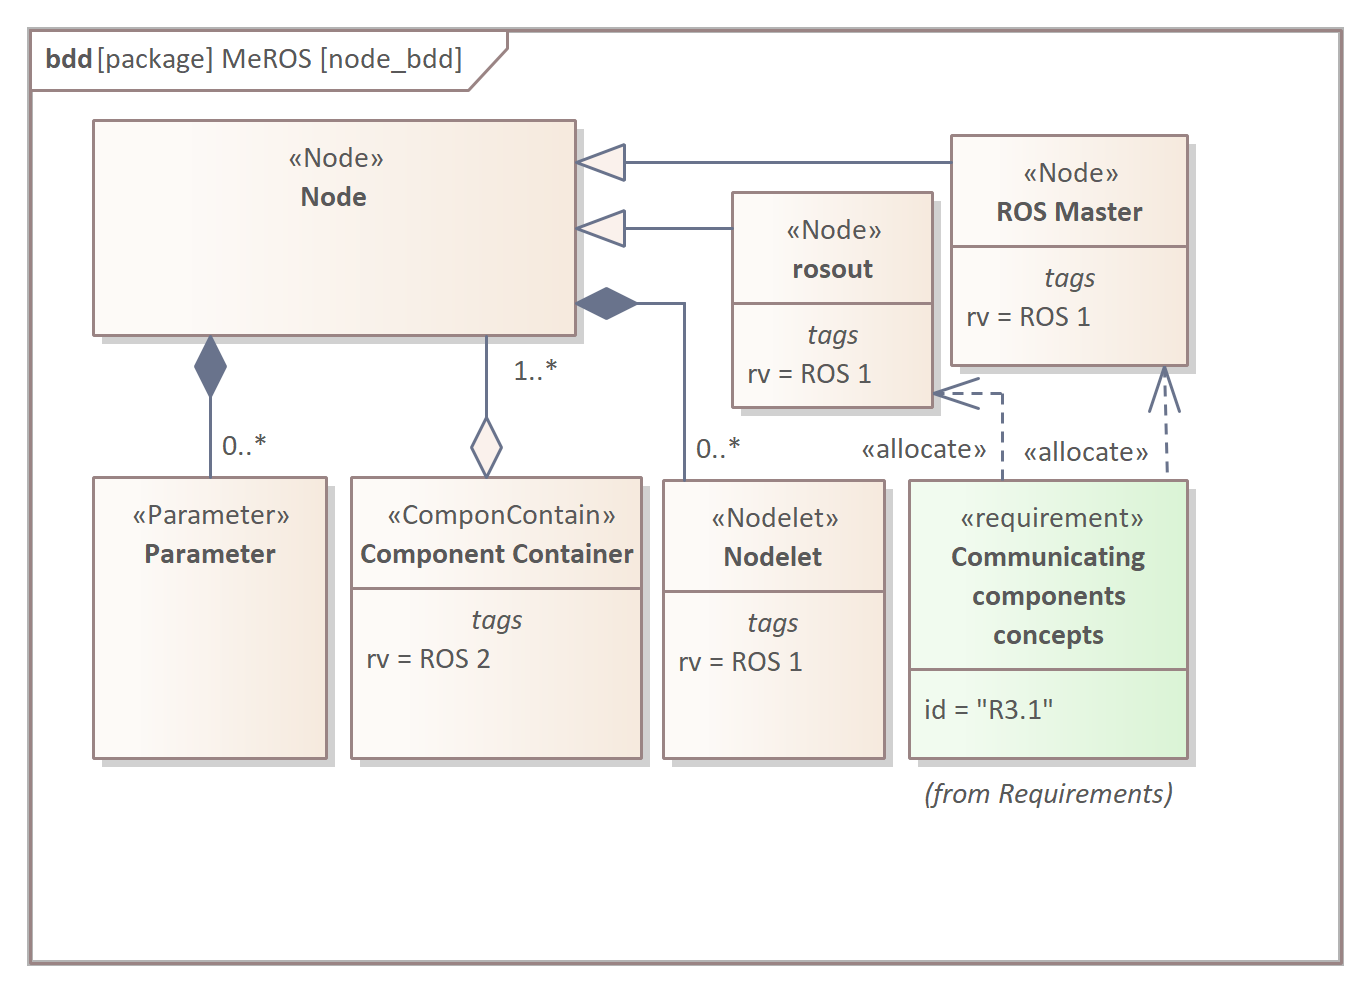 bdd [package] MeROS [node_bdd]
«Node»
Node
«Node»
ROS Master
tags
rv = ROS 1
«Node»
rosout
tags
rv = ROS 1
1..*
0..*
0..*
«allocate»
«allocate»
«Parameter»
Parameter
«ComponContain»
Component Container
tags
rv = ROS 2
«Nodelet»
Nodelet
tags
rv = ROS 1
«requirement»
Communicating
components
concepts
id = "R3.1"
(from Requirements)